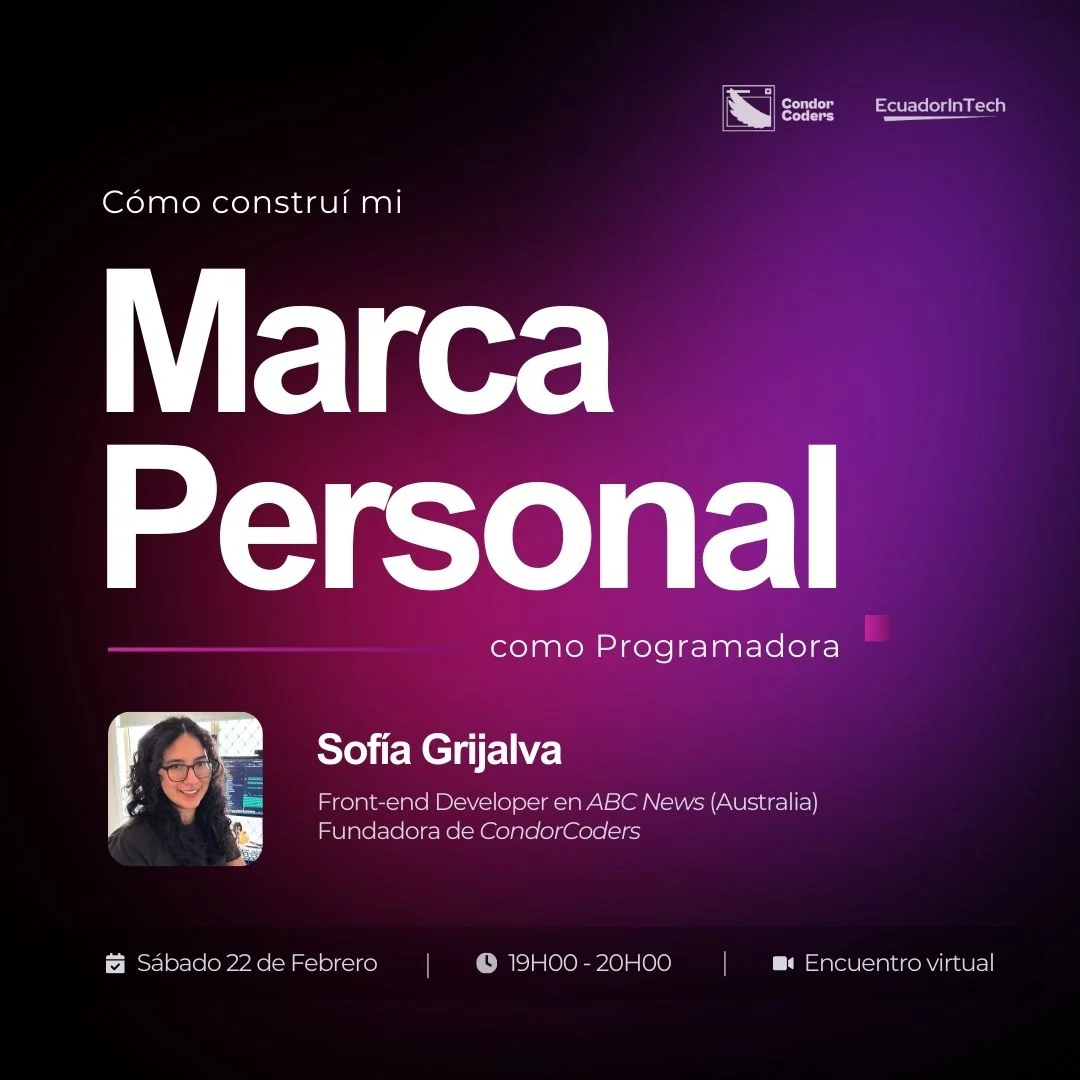 Condor
Coders
EcuadorInTech
Cómo construí mi
Marca
Personal
como Programadora
Sofía Grijalva
Front-end Developer en ABC News (Australia)
Fundadora de CondorCoders
Sábado 22 de Febrero | 19H00 - 20H00 | Encuentro virtual